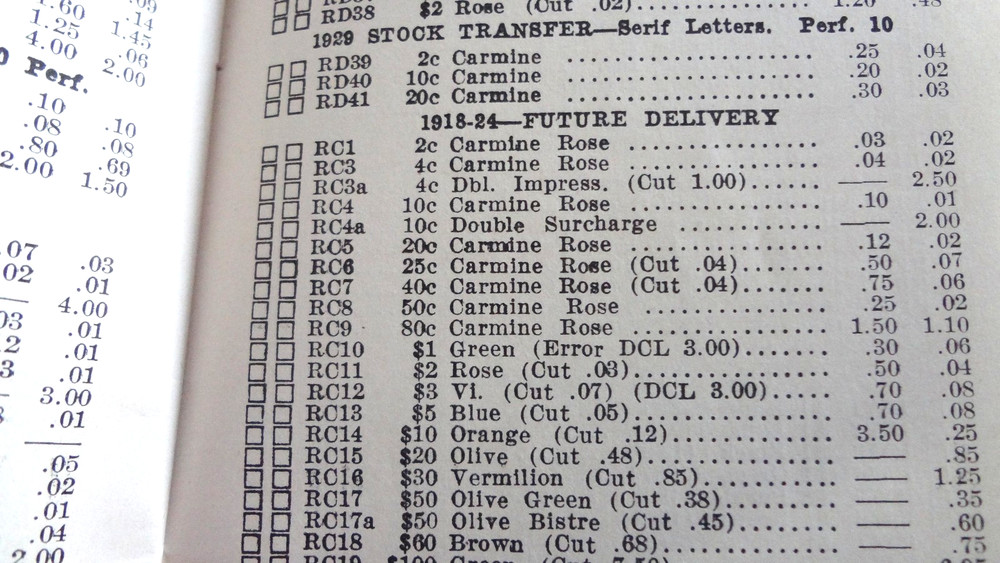 .60 .14
1.25 1.45
4.00 .06
Perf. 2.00
.10
.08 .10
.80 .08
2.00 .69
1.50
.07 .03
.02 .01
— 4.00
.01
.01
.01
3.00
.01
—
.05
.02
.01
.04
2.00
RD38 $2 Rose (Cut .02) 1.20 .48
1929 STOCK TRANSFER—Serif Letters. Perf. 10
RD39 2c Carmine .................... .25 .04
RD40 10c Carmine .................... .20 .02
RD41 20c Carmine .................... .30 .03
1918-24—FUTURE DELIVERY
RC1 2c Carmine Rose ............... .03 .02
RC3 4c Carmine Rose ............... .04 .02
RC3a 4c Dbl. Impress. (Cut 1.00)...... — 2.50
RC4 10c Carmine Rose ............... .10 .01
RC4a 10c Double Surcharge ............ — 2.00
RC5 20c Carmine Rose ............... .12 .02
RC6 25c Carmine Rose (Cut .04)....... .50 .07
RC7 40c Carmine Rose (Cut .04)....... .75 .06
RC8 50c Carmine Rose .............. .25 .02
RC9 80c Carmine Rose ................ 1.50 1.10
RC10 $1 Green (Error DCL 3.00)....... .30 .06
RC11 $2 Rose (Cut .03)................ .50 .04
RC12 $3 Vi. (Cut .07) (DCL 3.00)..... .70 .08
RC13 $5 Blue (Cut .05)................ .70 .08
RC14 $10 Orange (Cut .12)............. 3.50 .25
RC15 $20 Olive (Cut .48)............... — .85
RC16 $30 Vermilion (Cut .85)........... — 1.25
RC17 $50 Olive Green (Cut .38)......... — .35
RC17a $50 Olive Bistre (Cut .45)........ — .60
RC18 $60 Brown (Cut .68).............. — .75